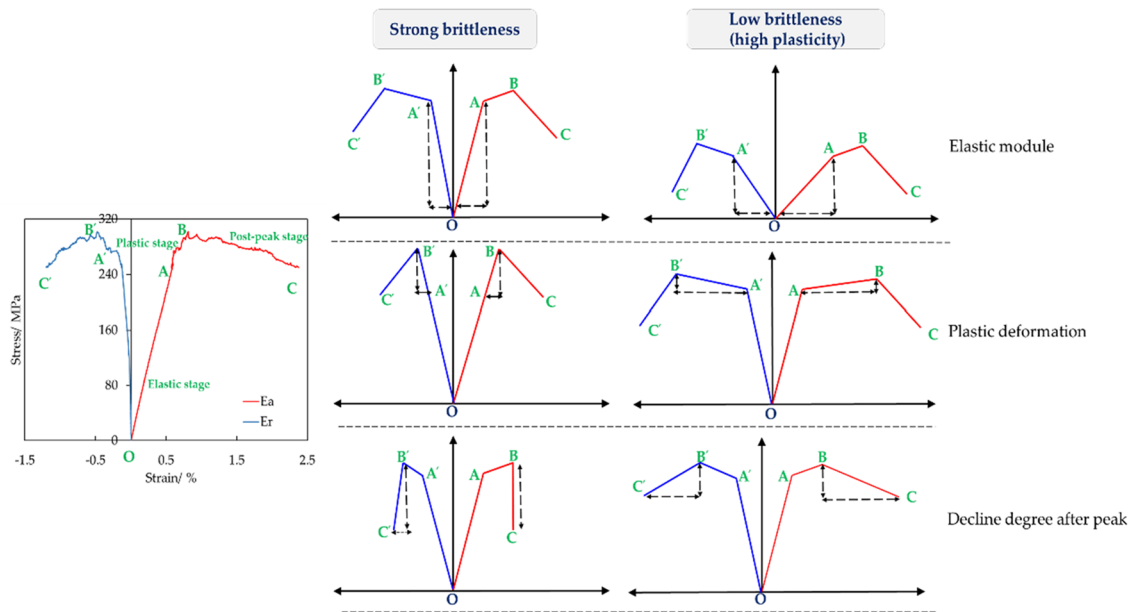 Strong brittleness
Low brittleness
(high plasticity)
B′
A′
C′
A
B
C
O
B′
A′
C′
A
B
C
O
Elastic module
Stress/ MPa
320
240
160
80
0
B′
Plastic stage
A′
C′
B
Post-peak stage
A
C
Elastic stage
Ea
Er
O
-1.5
-0.5
0.5
1.5
2.5
Strain/ %
B′
A′
C′
B
A
C
O
B′
A′
C′
A
B
C
O
Plastic deformation
B′
A′
C′
A
B
C
O
B′
A′
C′
A
B
C
O
Decline degree after peak